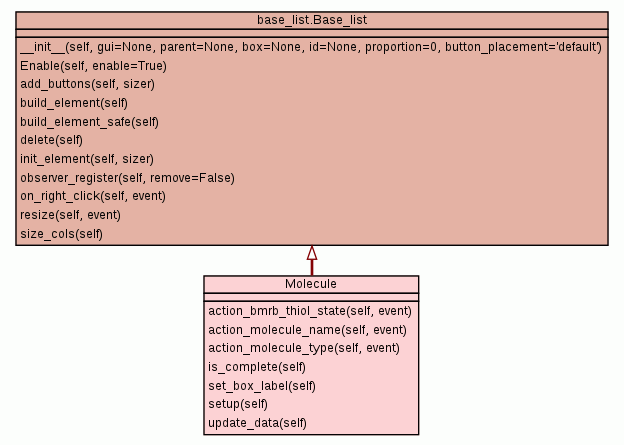 base_list.Base_list
__init__(self, gui=None, parent=None, box=None, id=None, proportion=0, button_placement='default')
Enable(self, enable=True)
add_buttons(self, sizer)
build_element(self)
build_element_safe(self)
delete(self)
init_element(self, sizer)
observer_register(self, remove=False)
on_right_click(self, event)
resize(self, event)
size_cols(self)
Molecule
action_bmrb_thiol_state(self, event)
action_molecule_name(self, event)
action_molecule_type(self, event)
is_complete(self)
set_box_label(self)
setup(self)
update_data(self)